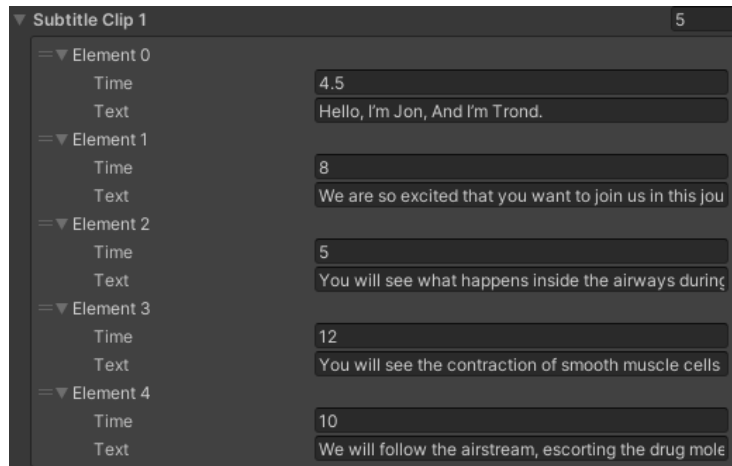 Subtitle Clip 1 5
Element 0
Time 4.5
Text Hello, I'm Jon, And I'm Trond.
Element 1
Time 8
Text We are so excited that you want to join us in this jou
Element 2
Time 5
Text You will see what happens inside the airways during
Element 3
Time 12
Text You will see the contraction of smooth muscle cells
Element 4
Time 10
Text We will follow the airstream, escorting the drug mole